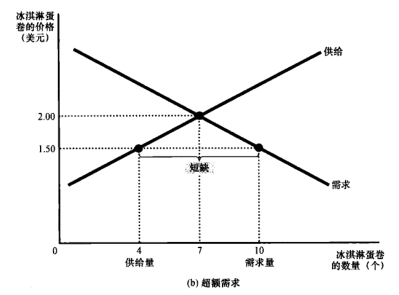 冰淇淋蛋
卷的价格
（美元）
供给
2.00
1.50
短缺
需求
0
4
7
10
供给量
需求量
冰淇淋蛋卷
的数量（个）
(b) 超额需求